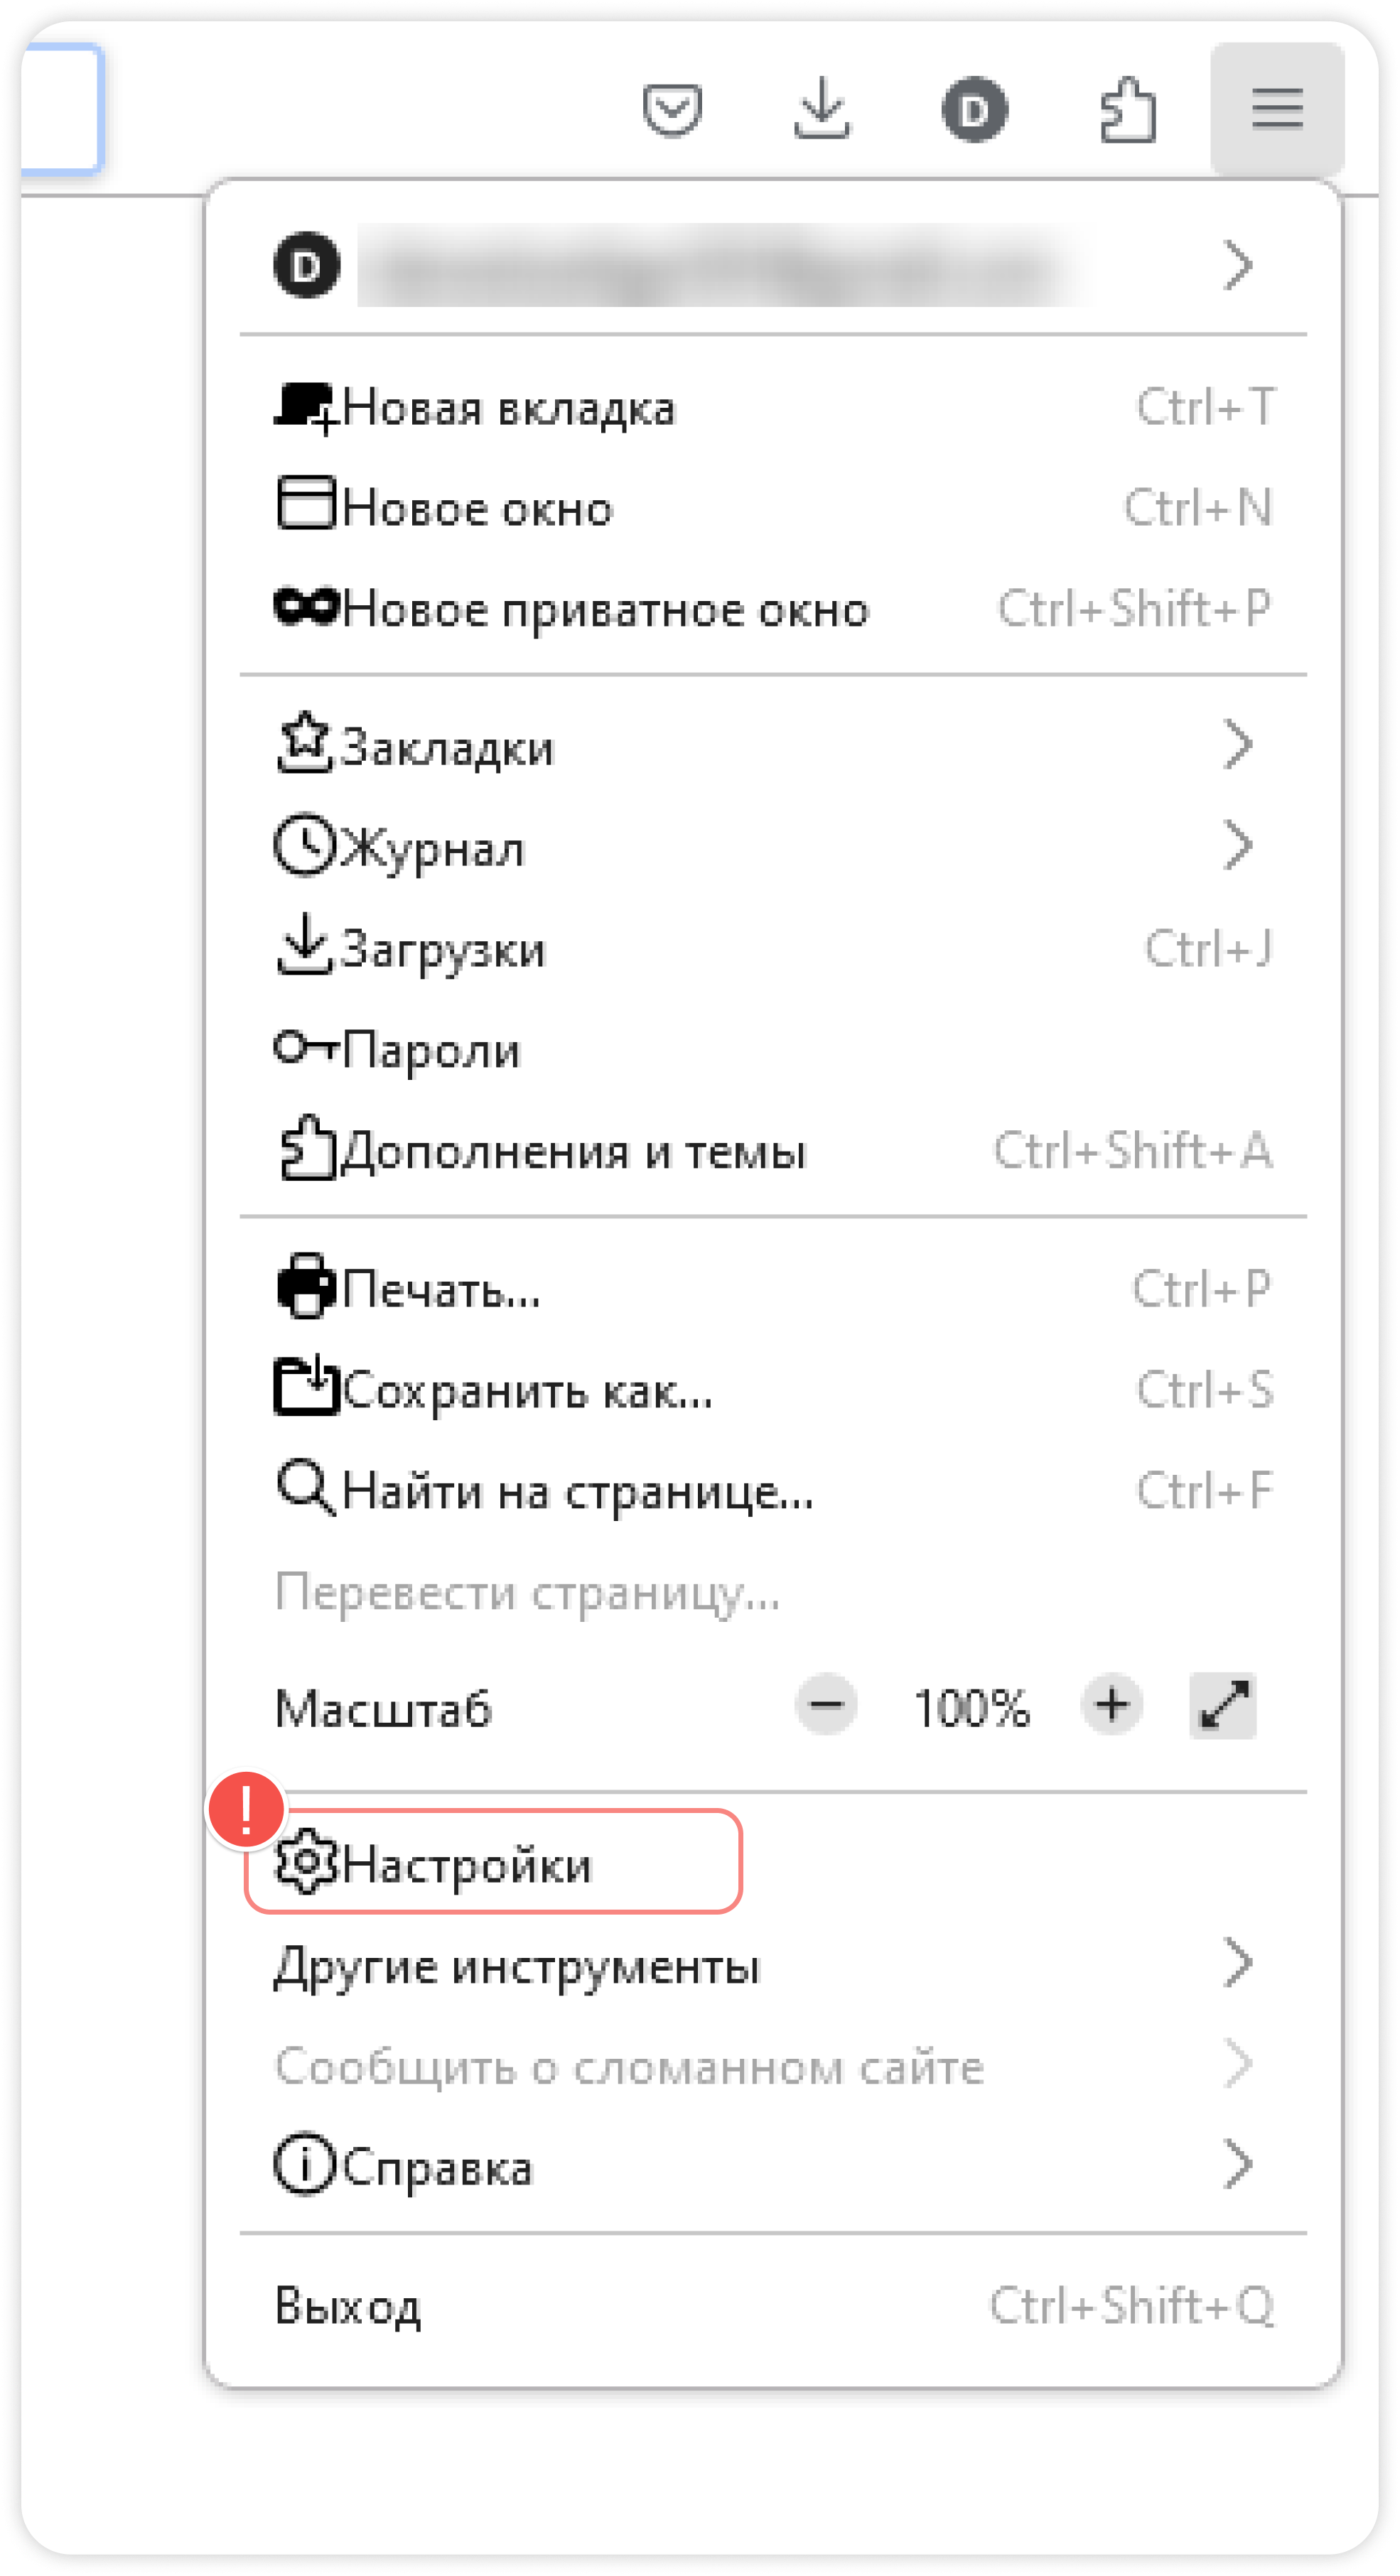 D
D
Новая вкладка Ctrl+T
Новое окно Ctrl+N
Новое приватное окно Ctrl+Shift+P
Закладки
Журнал
Загрузки Ctrl+J
Пароли
Дополнения и темы Ctrl+Shift+A
Печать... Ctrl+P
Сохранить как... Ctrl+S
Найти на странице... Ctrl+F
Перевести страницу...
Масштаб − 100% +
!
Настройки
Другие инструменты
Сообщить о сломанном сайте
Справка
Выход Ctrl+Shift+Q